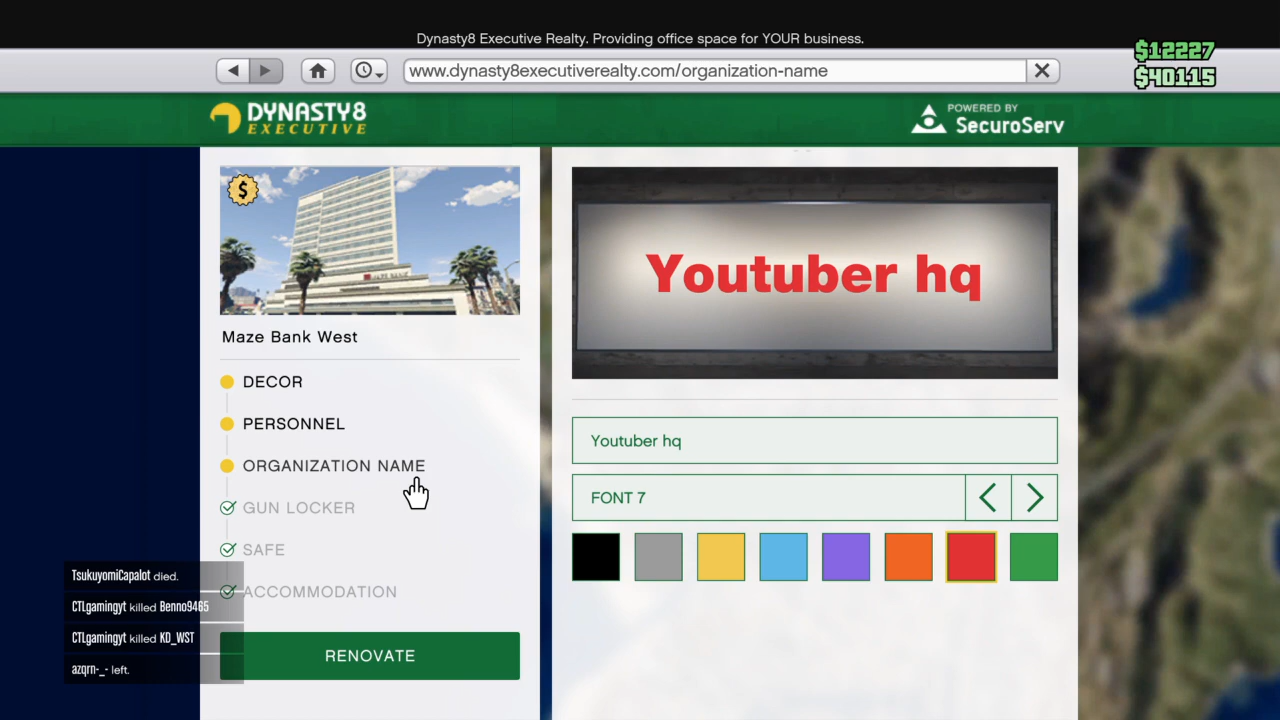 Dynasty8 Executive Realty. Providing office space for YOUR business.
$12227
$40115
www.dynasty8executiverealty.com/organization-name
DYNASTY8
EXECUTIVE
POWERED BY
SecuroServ
$
MAZE BANK
Maze Bank West
DECOR
PERSONNEL
ORGANIZATION NAME
GUN LOCKER
SAFE
ACCOMMODATION
RENOVATE
Youtuber hq
Youtuber hq
FONT 7
TsukuyomiCapalot died.
CTLgamingyt killed Benno9465
CTLgamingyt killed KD_WST
azqrn-_- left.